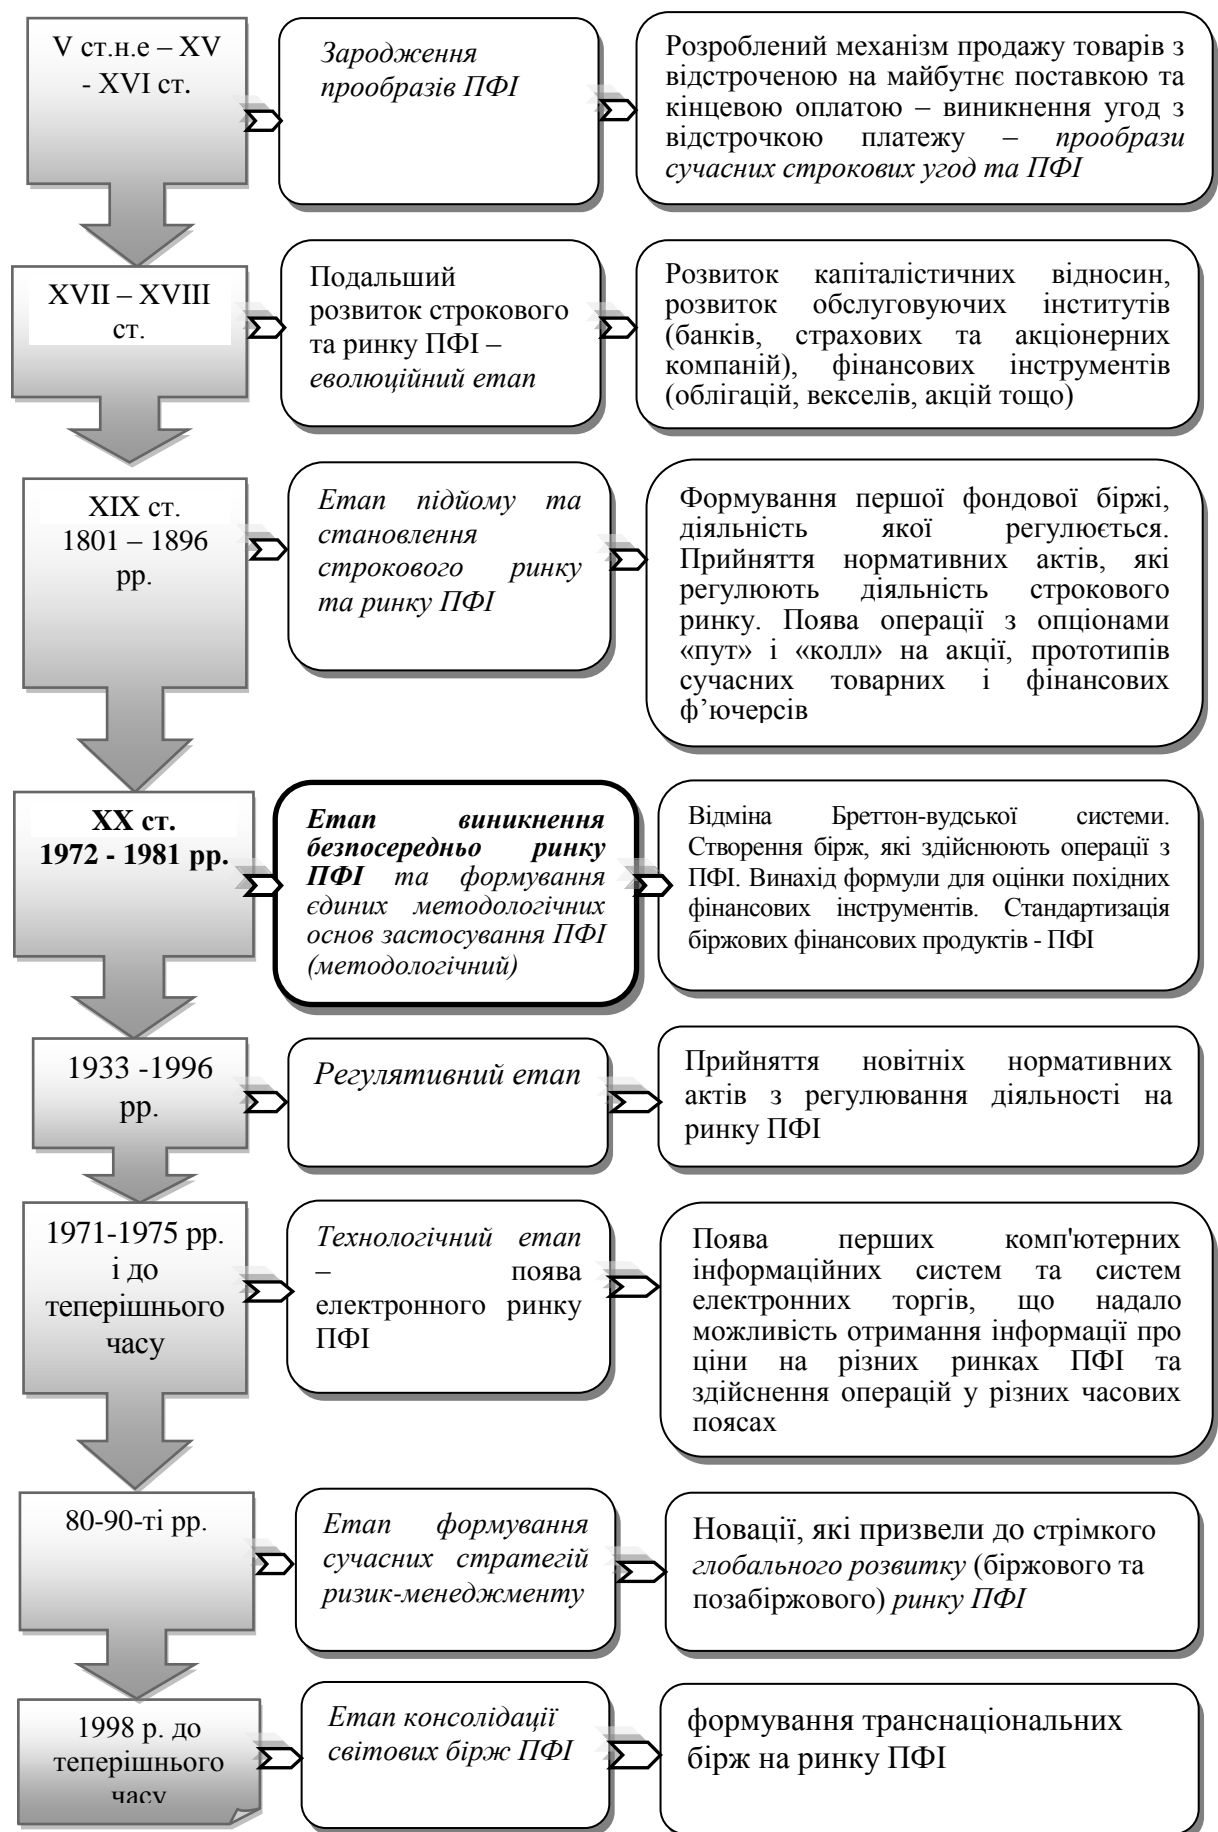 V ст.н.е – XV
- XVI ст.
Зародження
прообразів ПФІ
Розроблений механізм продажу товарів з
відстроченою на майбутнє поставкою та
кінцевою оплатою – виникнення угод з
відстрочкою платежу – прообрази
сучасних строкових угод та ПФІ
XVII – XVIII
ст.
Подальший
розвиток строкового
та ринку ПФІ –
еволюційний етап
Розвиток капіталістичних відносин,
розвиток обслуговуючих інститутів
(банків, страхових та акціонерних
компаній), фінансових інструментів
(облігацій, векселів, акцій тощо)
XIX ст.
1801 – 1896
рр.
Етап підйому та
становлення
строкового ринку
та ринку ПФІ
Формування першої фондової біржі,
діяльність якої регулюється.
Прийняття нормативних актів, які
регулюють діяльність строкового
ринку. Поява операції з опціонами
«пут» і «колл» на акції, прототипів
сучасних товарних і фінансових
ф’ючерсів
XX ст.
1972 - 1981 рр.
Етап виникнення
безпосередньо ринку
ПФІ та формування
єдиних методологічних
основ застосування ПФІ
(методологічний)
Відміна Бреттон-вудської системи.
Створення бірж, які здійснюють операції з
ПФІ. Винахід формули для оцінки похідних
фінансових інструментів. Стандартизація
біржових фінансових продуктів - ПФІ
1933 -1996
рр.
Регулятивний етап
Прийняття новітніх нормативних
актів з регулювання діяльності на
ринку ПФІ
1971-1975 рр.
і до
теперішнього
часу
Технологічний етап
– поява
електронного ринку
ПФІ
Поява перших комп'ютерних
інформаційних систем та систем
електронних торгів, що надало
можливість отримання інформації про
ціни на різних ринках ПФІ та
здійснення операцій у різних часових
поясах
80-90-ті рр.
Етап формування
сучасних стратегій
ризик-менеджменту
Новації, які призвели до стрімкого
глобального розвитку (біржового та
позабіржового) ринку ПФІ
1998 р. до
теперішнього
часу
Етап консолідації
світових бірж ПФІ
формування транснаціональних
бірж на ринку ПФІ